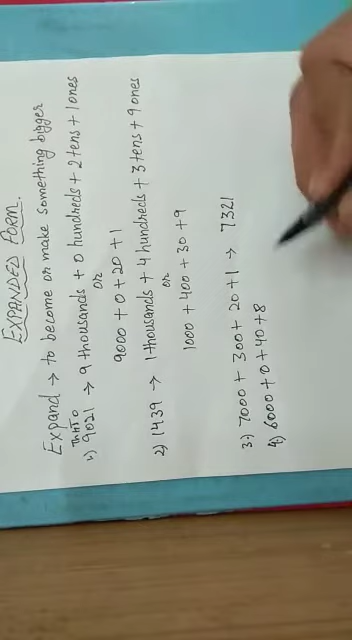 EXPANDED FORM.
Expand → to become or make something bigger
Th H T O
1) 9021 → 9 thousands + 0 hundreds + 2 tens + 1 ones
or
9000 + 0 + 20 + 1
2) 1439 → 1 thousands + 4 hundreds + 3 tens + 9 ones
or
1000 + 400 + 30 + 9
3) 7000 + 300 + 20 + 1 → 7321
4) 6000 + 0 + 40 + 8